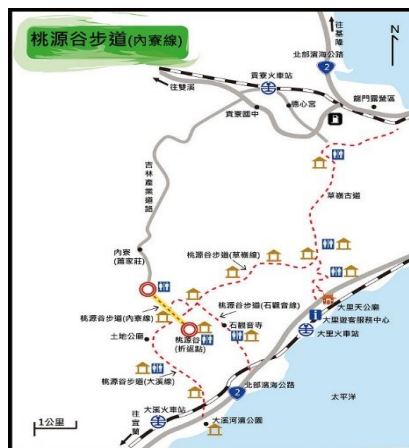 桃源谷步道(內寮線)
往基隆
北部濱海公路
2
N
貢寮火車站
往雙溪
德心宮
龍門露營區
貢寮國中
吉林產業道路
草嶺古道
內寮
(蕭家莊)
桃源谷步道(草嶺線)
桃源谷步道(內寮線)
桃源谷步道(石觀音線)
大里天公廟
大里遊客服務中心
石觀音寺
桃源谷
(折返點)
大里火車站
土地公廟
桃源谷步道(大溪線)
北部濱海公路
2
太平洋
1公里
往宜蘭
大溪火車站
大溪河濱公園